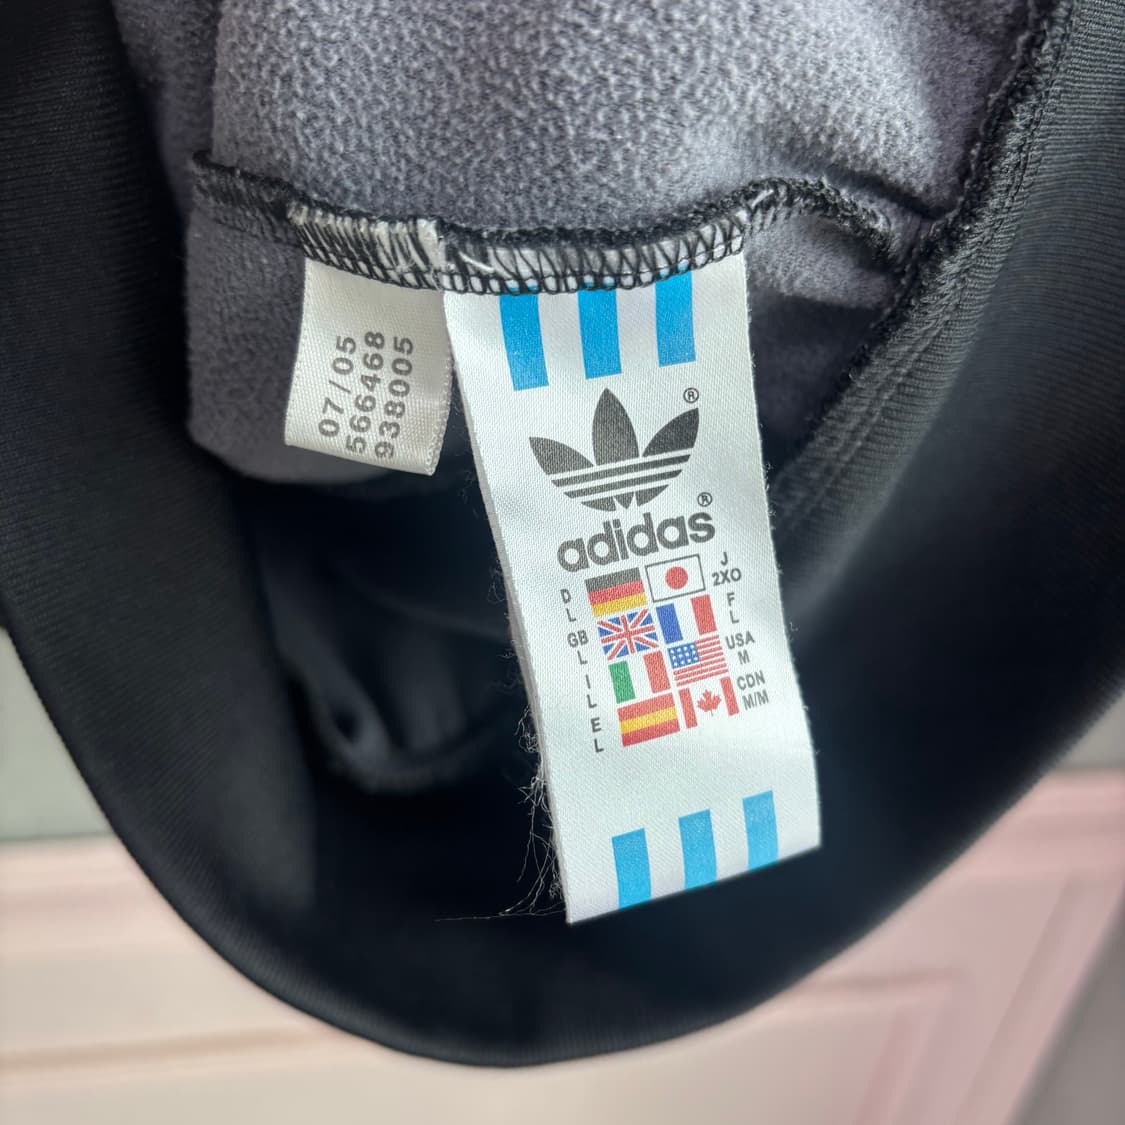 07/05
566468
938005
®
adidas®
D
L
J
2XO
GB
L
F
L
I
L
USA
M
E
L
CDN
M/M